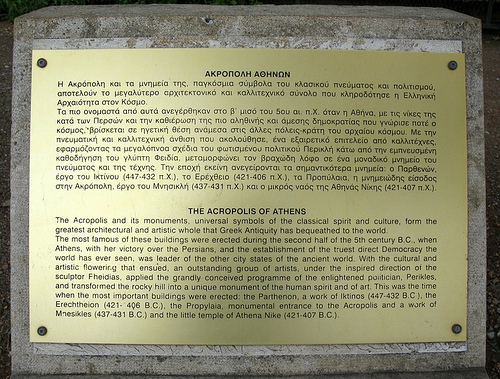 ΑΚΡΟΠΟΛΗ ΑΘΗΝΩΝ
Η Ακρόπολη και τα μνημεία της, παγκόσμια σύμβολα του κλασικού πνεύματος και πολιτισμού,
αποτελούν το μεγαλύτερο αρχιτεκτονικό και καλλιτεχνικό σύνολο που κληροδότησε η Ελληνική
Αρχαιότητα στον Κόσμο.
Τα πιο ονομαστά από αυτά ανεγέρθηκαν στο β΄ μισό του 5ου αι. π.Χ. όταν η Αθήνα, με τις νίκες της
κατά των Περσών και την καθιέρωση της πιο αληθινής και άμεσης δημοκρατίας που γνώρισε ποτέ ο
κόσμος, βρίσκεται σε ηγετική θέση ανάμεσα στις άλλες πόλεις-κράτη του αρχαίου κόσμου. Με την
πνευματική και καλλιτεχνική άνθιση που ακολούθησε, ένα εξαιρετικό επιτελείο από καλλιτέχνες,
εφαρμόζοντας τα μεγαλόπνοα σχέδια του φωτισμένου πολιτικού Περικλή κάτω από την εμπνευσμένη
καθοδήγηση του γλύπτη Φειδία, μεταμορφώνει τον βραχώδη λόφο σε ένα μοναδικό μνημείο του
πνεύματος και της τέχνης. Την εποχή εκείνη ανεγείρονται τα σημαντικότερα μνημεία: ο Παρθενών,
έργο του Ικτίνου (447-432 π.Χ.), το Ερέχθειο (421-406 π.Χ.), τα Προπύλαια, η μνημειώδης είσοδος
στην Ακρόπολη, έργο του Μνησικλή (437-431 π.Χ.) και ο μικρός ναός της Αθηνάς Νίκης (421-407 π.Χ.).
THE ACROPOLIS OF ATHENS
The Acropolis and its monuments, universal symbols of the classical spirit and culture, form the
greatest architectural and artistic whole that Greek Antiquity has bequeathed to the world.
The most famous of these buildings were erected during the second half of the 5th century B.C., when
Athens, with her victory over the Persians, and the establishment of the truest direct Democracy the
world has ever seen, was leader of the other city states of the ancient world. With the cultural and
artistic flowering that ensued, an outstanding group of artists, under the inspired direction of the
sculptor Fheidias, applied the grandly conceived programme of the enlightened politician, Perikles,
and transformed the rocky hill into a unique monument of the human spirit and of art. This was the time
when the most important buildings were erected: the Parthenon, a work of Iktinos (447-432 B.C.), the
Erechtheion (421-406 B.C.), the Propylaia, monumental entrance to the Acropolis and a work of
Mnesikles (437-431 B.C.) and the little temple of Athena Nike (421-407 B.C.).